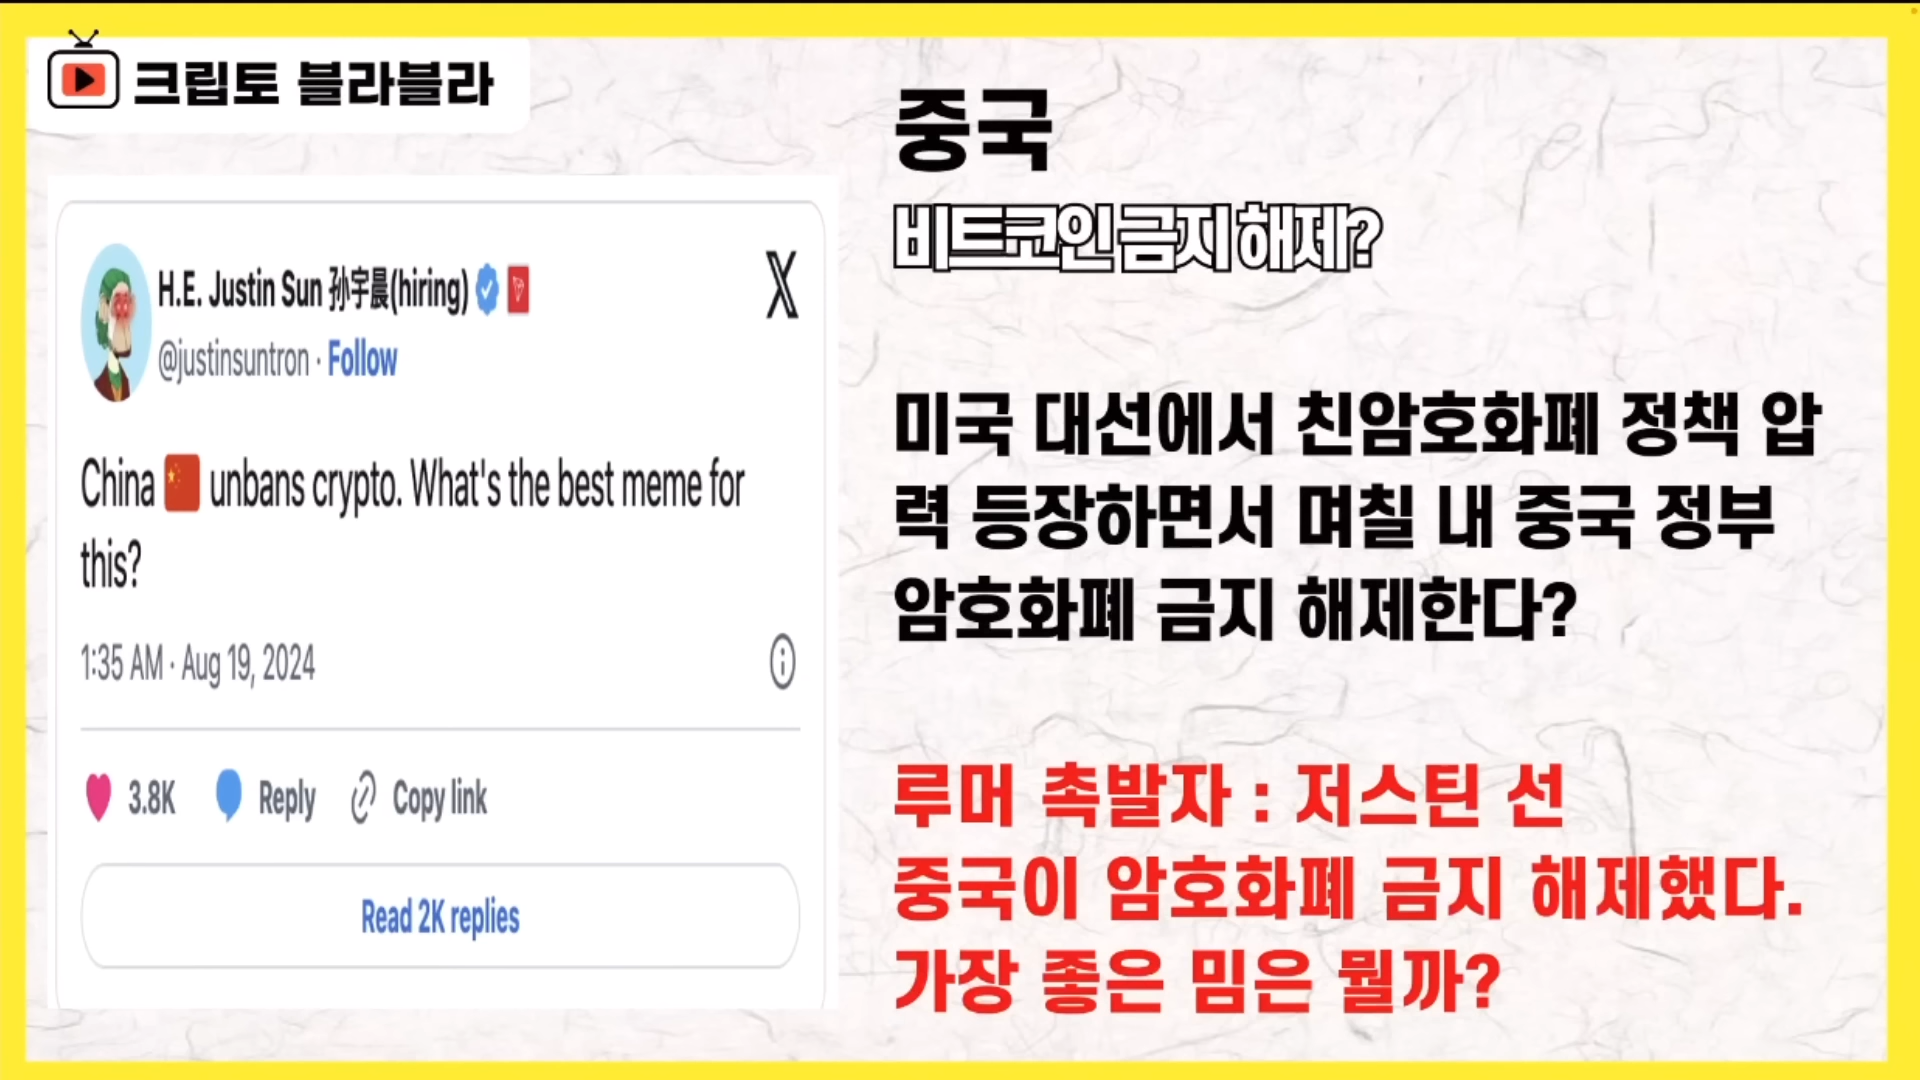 크립토 블라블라
H.E. Justin Sun 孙宇晨(hiring)
@justinsuntron · Follow
X
China 🇨🇳 unbans crypto. What's the best meme for
this?
1:35 AM · Aug 19, 2024
3.8K Reply Copy link
Read 2K replies
중국
비트코인 금지 해제?
미국 대선에서 친암호화폐 정책 압
력 등장하면서 며칠 내 중국 정부
암호화폐 금지 해제한다?
루머 촉발자 : 저스틴 선
중국이 암호화폐 금지 해제했다.
가장 좋은 밈은 뭘까?